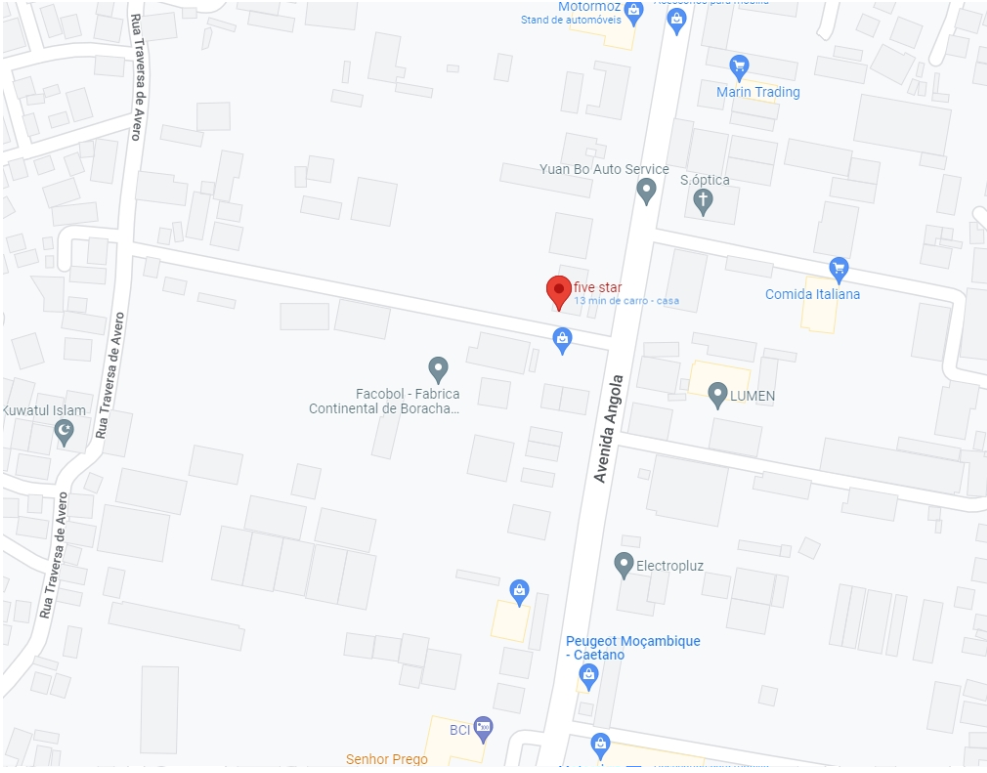 Motormoz
Stand de automóveis
Rua Traversa de Avero
Marin Trading
Yuan Bo Auto Service
S.óptica
five star
13 min de carro - casa
Comida Italiana
Facobol - Fabrica
Continental de Boracha...
LUMEN
Kuwatul Islam
Rua Traversa de Avero
Avenida Angola
Rua Traversa de Avero
Electropluz
Peugeot Moçambique
- Caetano
BCI
Senhor Prego